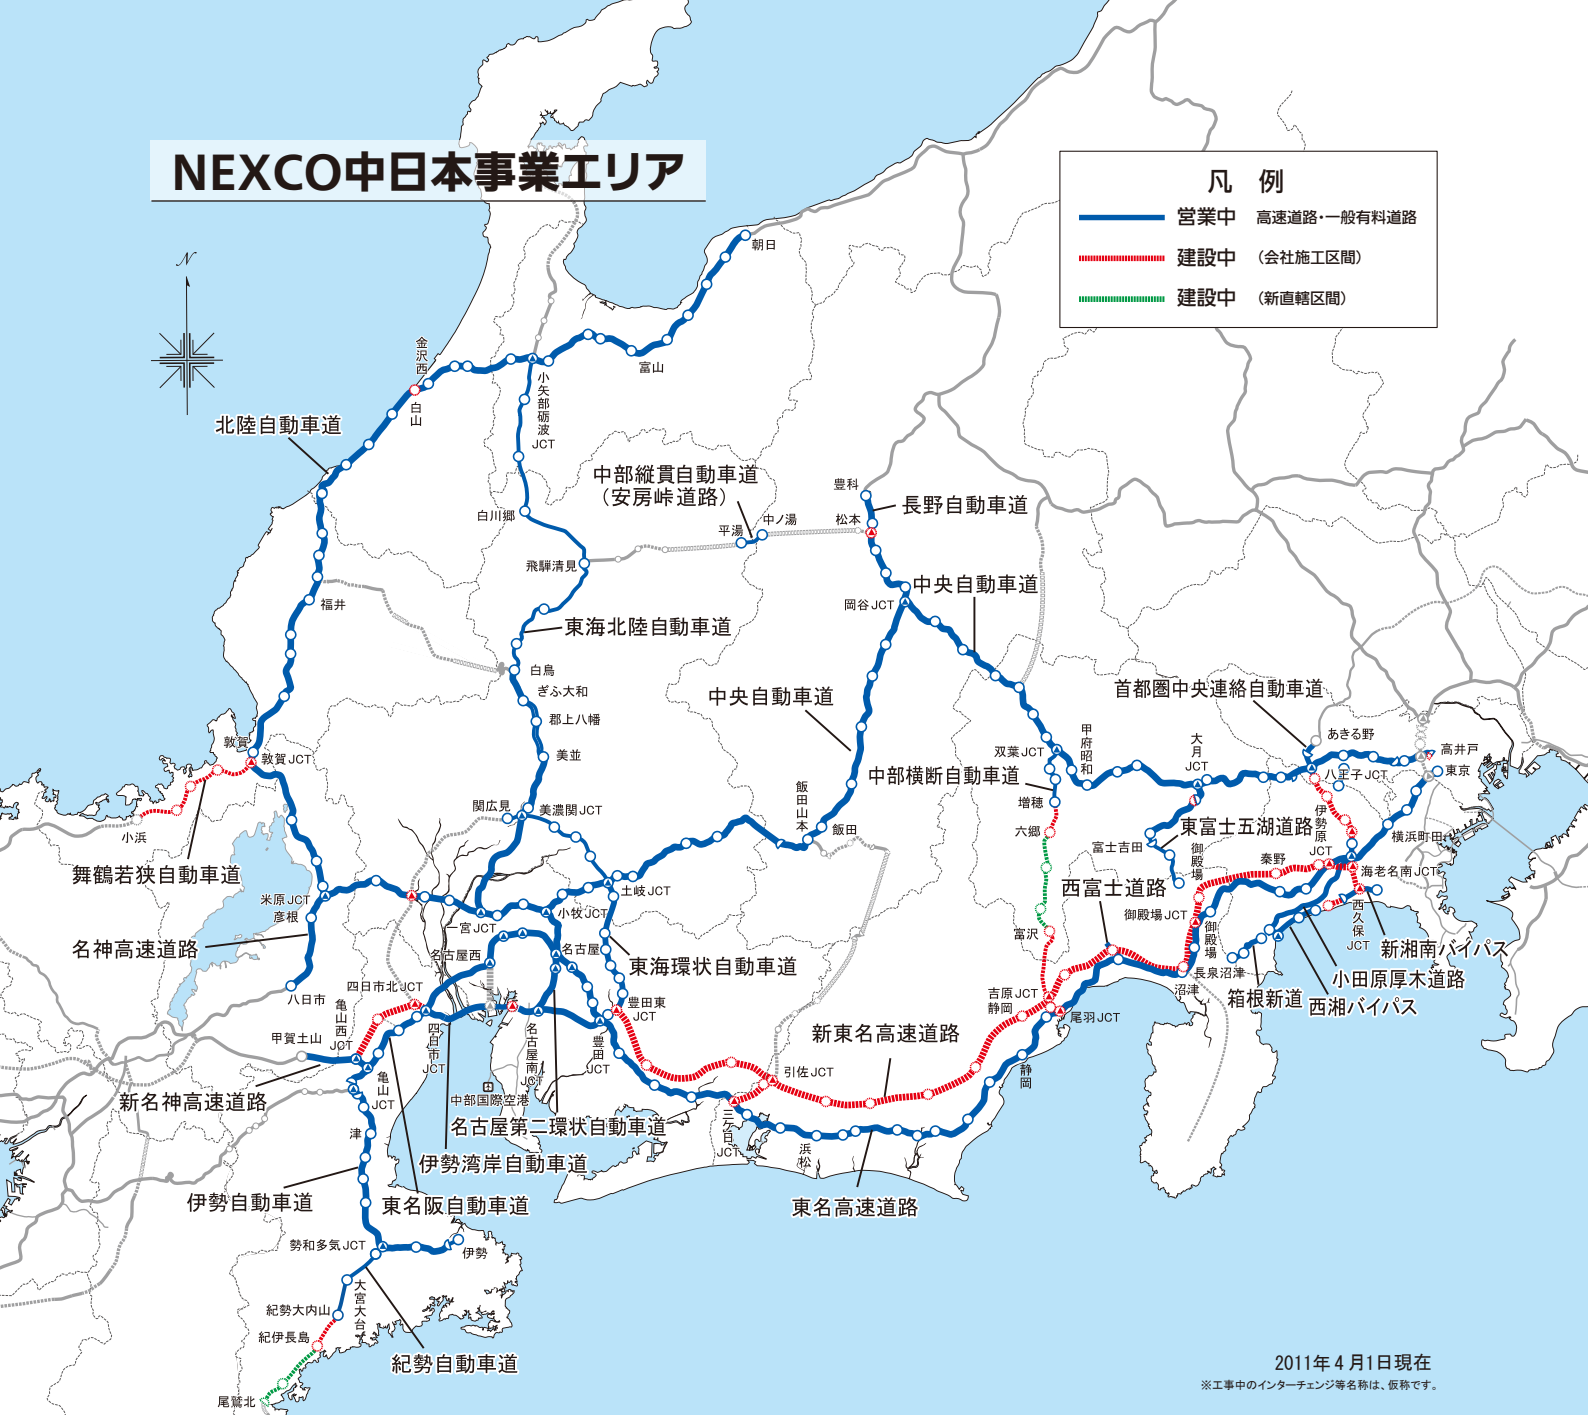 NEXCO中日本事業エリア
凡 例
営業中 高速道路・一般有料道路
建設中 （会社施工区間）
建設中 （新直轄区間）
N
朝日
金沢西
白山
富山
小矢部砺波JCT
北陸自動車道
中部縦貫自動車道
（安房峠道路）
豊科
長野自動車道
松本
中ノ湯
平湯
白川郷
飛騨清見
中央自動車道
岡谷JCT
福井
東海北陸自動車道
白鳥
ぎふ大和
郡上八幡
美並
中央自動車道
首都圏中央連絡自動車道
あきる野
高井戸
東京
八王子JCT
大月JCT
甲府昭和
双葉JCT
中部横断自動車道
増穂
六郷
敦賀
敦賀JCT
小浜
舞鶴若狭自動車道
関広見
美濃関JCT
飯田山本
飯田
東富士五湖道路
富士吉田
御殿場
伊勢原JCT
秦野
横浜町田
海老名南JCT
西富士道路
御殿場JCT
御殿場
西久保JCT
新湘南バイパス
小田原厚木道路
西湘バイパス
箱根新道
長泉沼津
沼津
富沢
米原JCT
彦根
名神高速道路
八日市
土岐JCT
小牧JCT
一宮JCT
名古屋西
名古屋
東海環状自動車道
四日市北JCT
亀山西JCT
甲賀土山
四日市JCT
名古屋南JCT
豊田JCT
豊田東JCT
吉原JCT
静岡
尾羽JCT
静岡
新東名高速道路
引佐JCT
新名神高速道路
亀山JCT
中部国際空港
名古屋第二環状自動車道
三ヶ日JCT
浜松
津
伊勢湾岸自動車道
伊勢自動車道
東名阪自動車道
東名高速道路
勢和多気JCT
伊勢
大宮大台
紀勢大内山
紀伊長島
紀勢自動車道
尾鷲北
2011年4月1日現在
※工事中のインターチェンジ等名称は、仮称です。